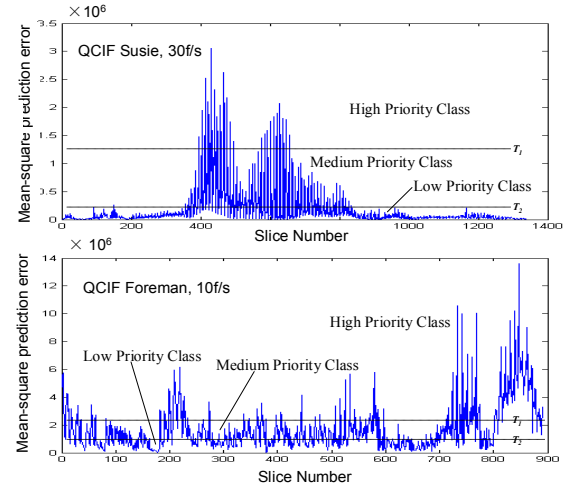 × 10⁶
3.5
3
2.5
2
1.5
1
0
QCIF Susie, 30f/s
High Priority Class
T₁
Medium Priority Class
Low Priority Class
T₂
Mean-square prediction error
0 200 400 1000 1200 1400
Slice Number
× 10⁶
14
12
10
8
6
4
2
0
QCIF Foreman, 10f/s
High Priority Class
Low Priority Class
Medium Priority Class
T₁
T₂
Mean-square prediction error
0 100 200 300 400 500 600 700 800 900
Slice Number